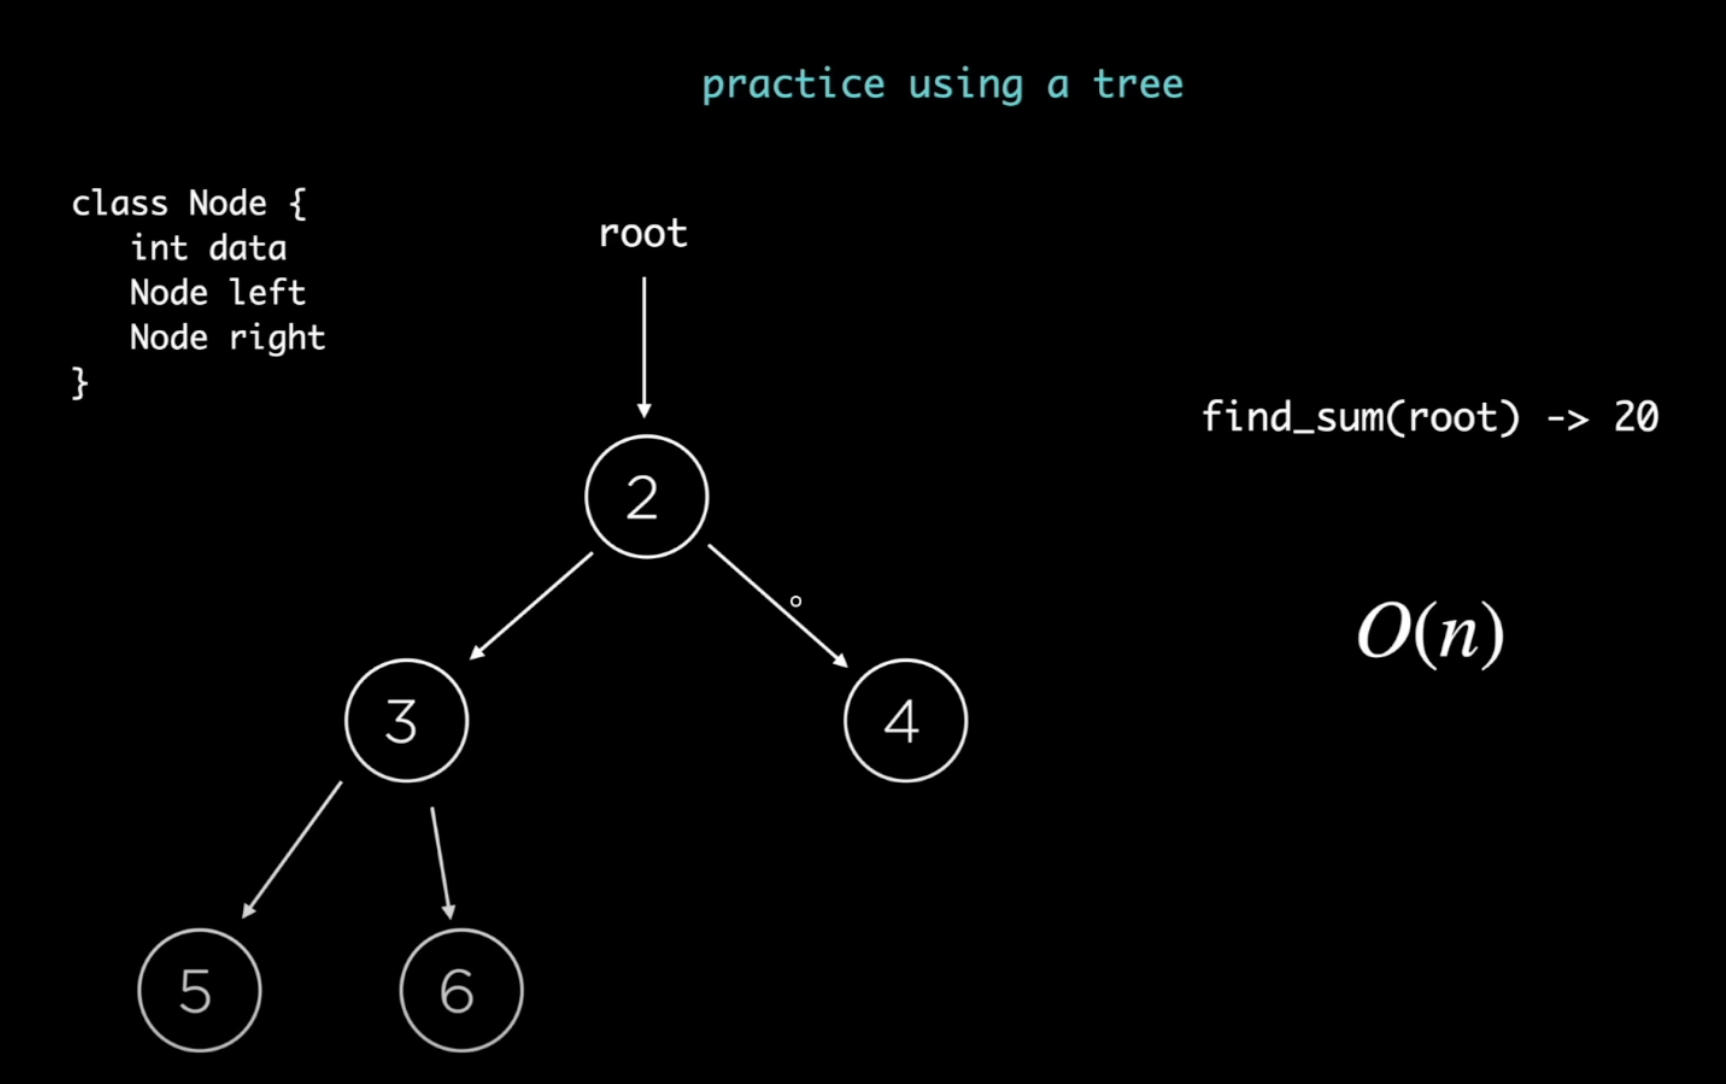 practice using a tree
class Node {
int data
Node left
Node right
}
root
find_sum(root) -> 20
2
O(n)
3
4
5
6